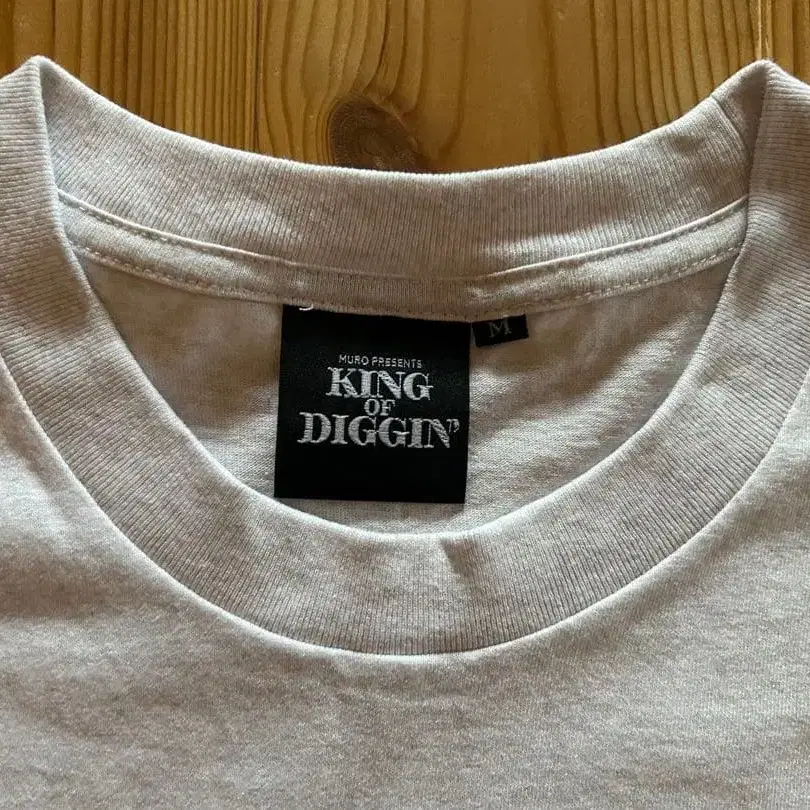 MURO PRESENTS
KING
OF
DIGGIN'
M